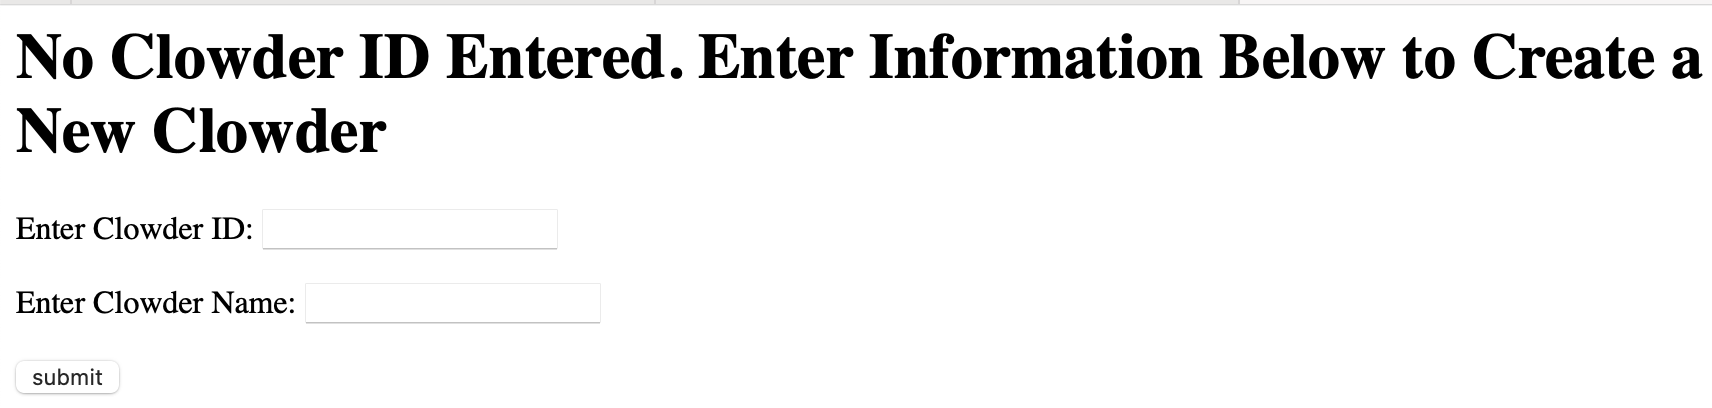 No Clowder ID Entered. Enter Information Below to Create a
New Clowder
Enter Clowder ID:
Enter Clowder Name:
submit